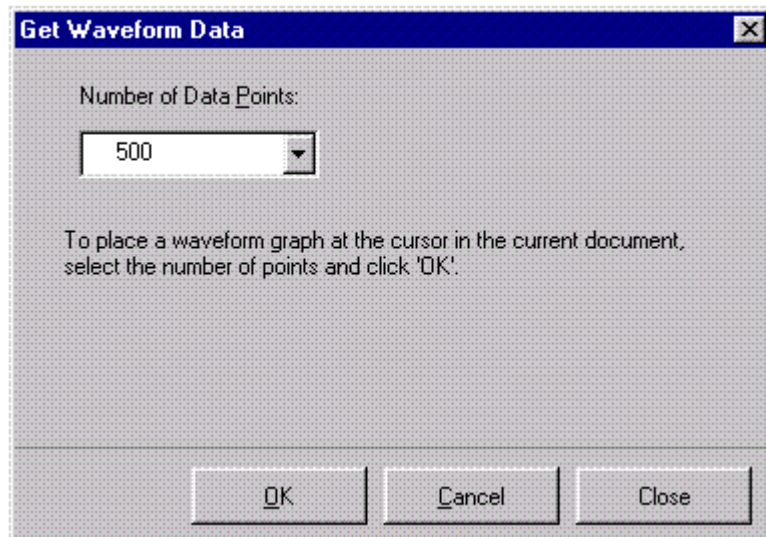 Get Waveform Data
Number of Data Points:
500
To place a waveform graph at the cursor in the current document,
select the number of points and click 'OK'.
OK
Cancel
Close